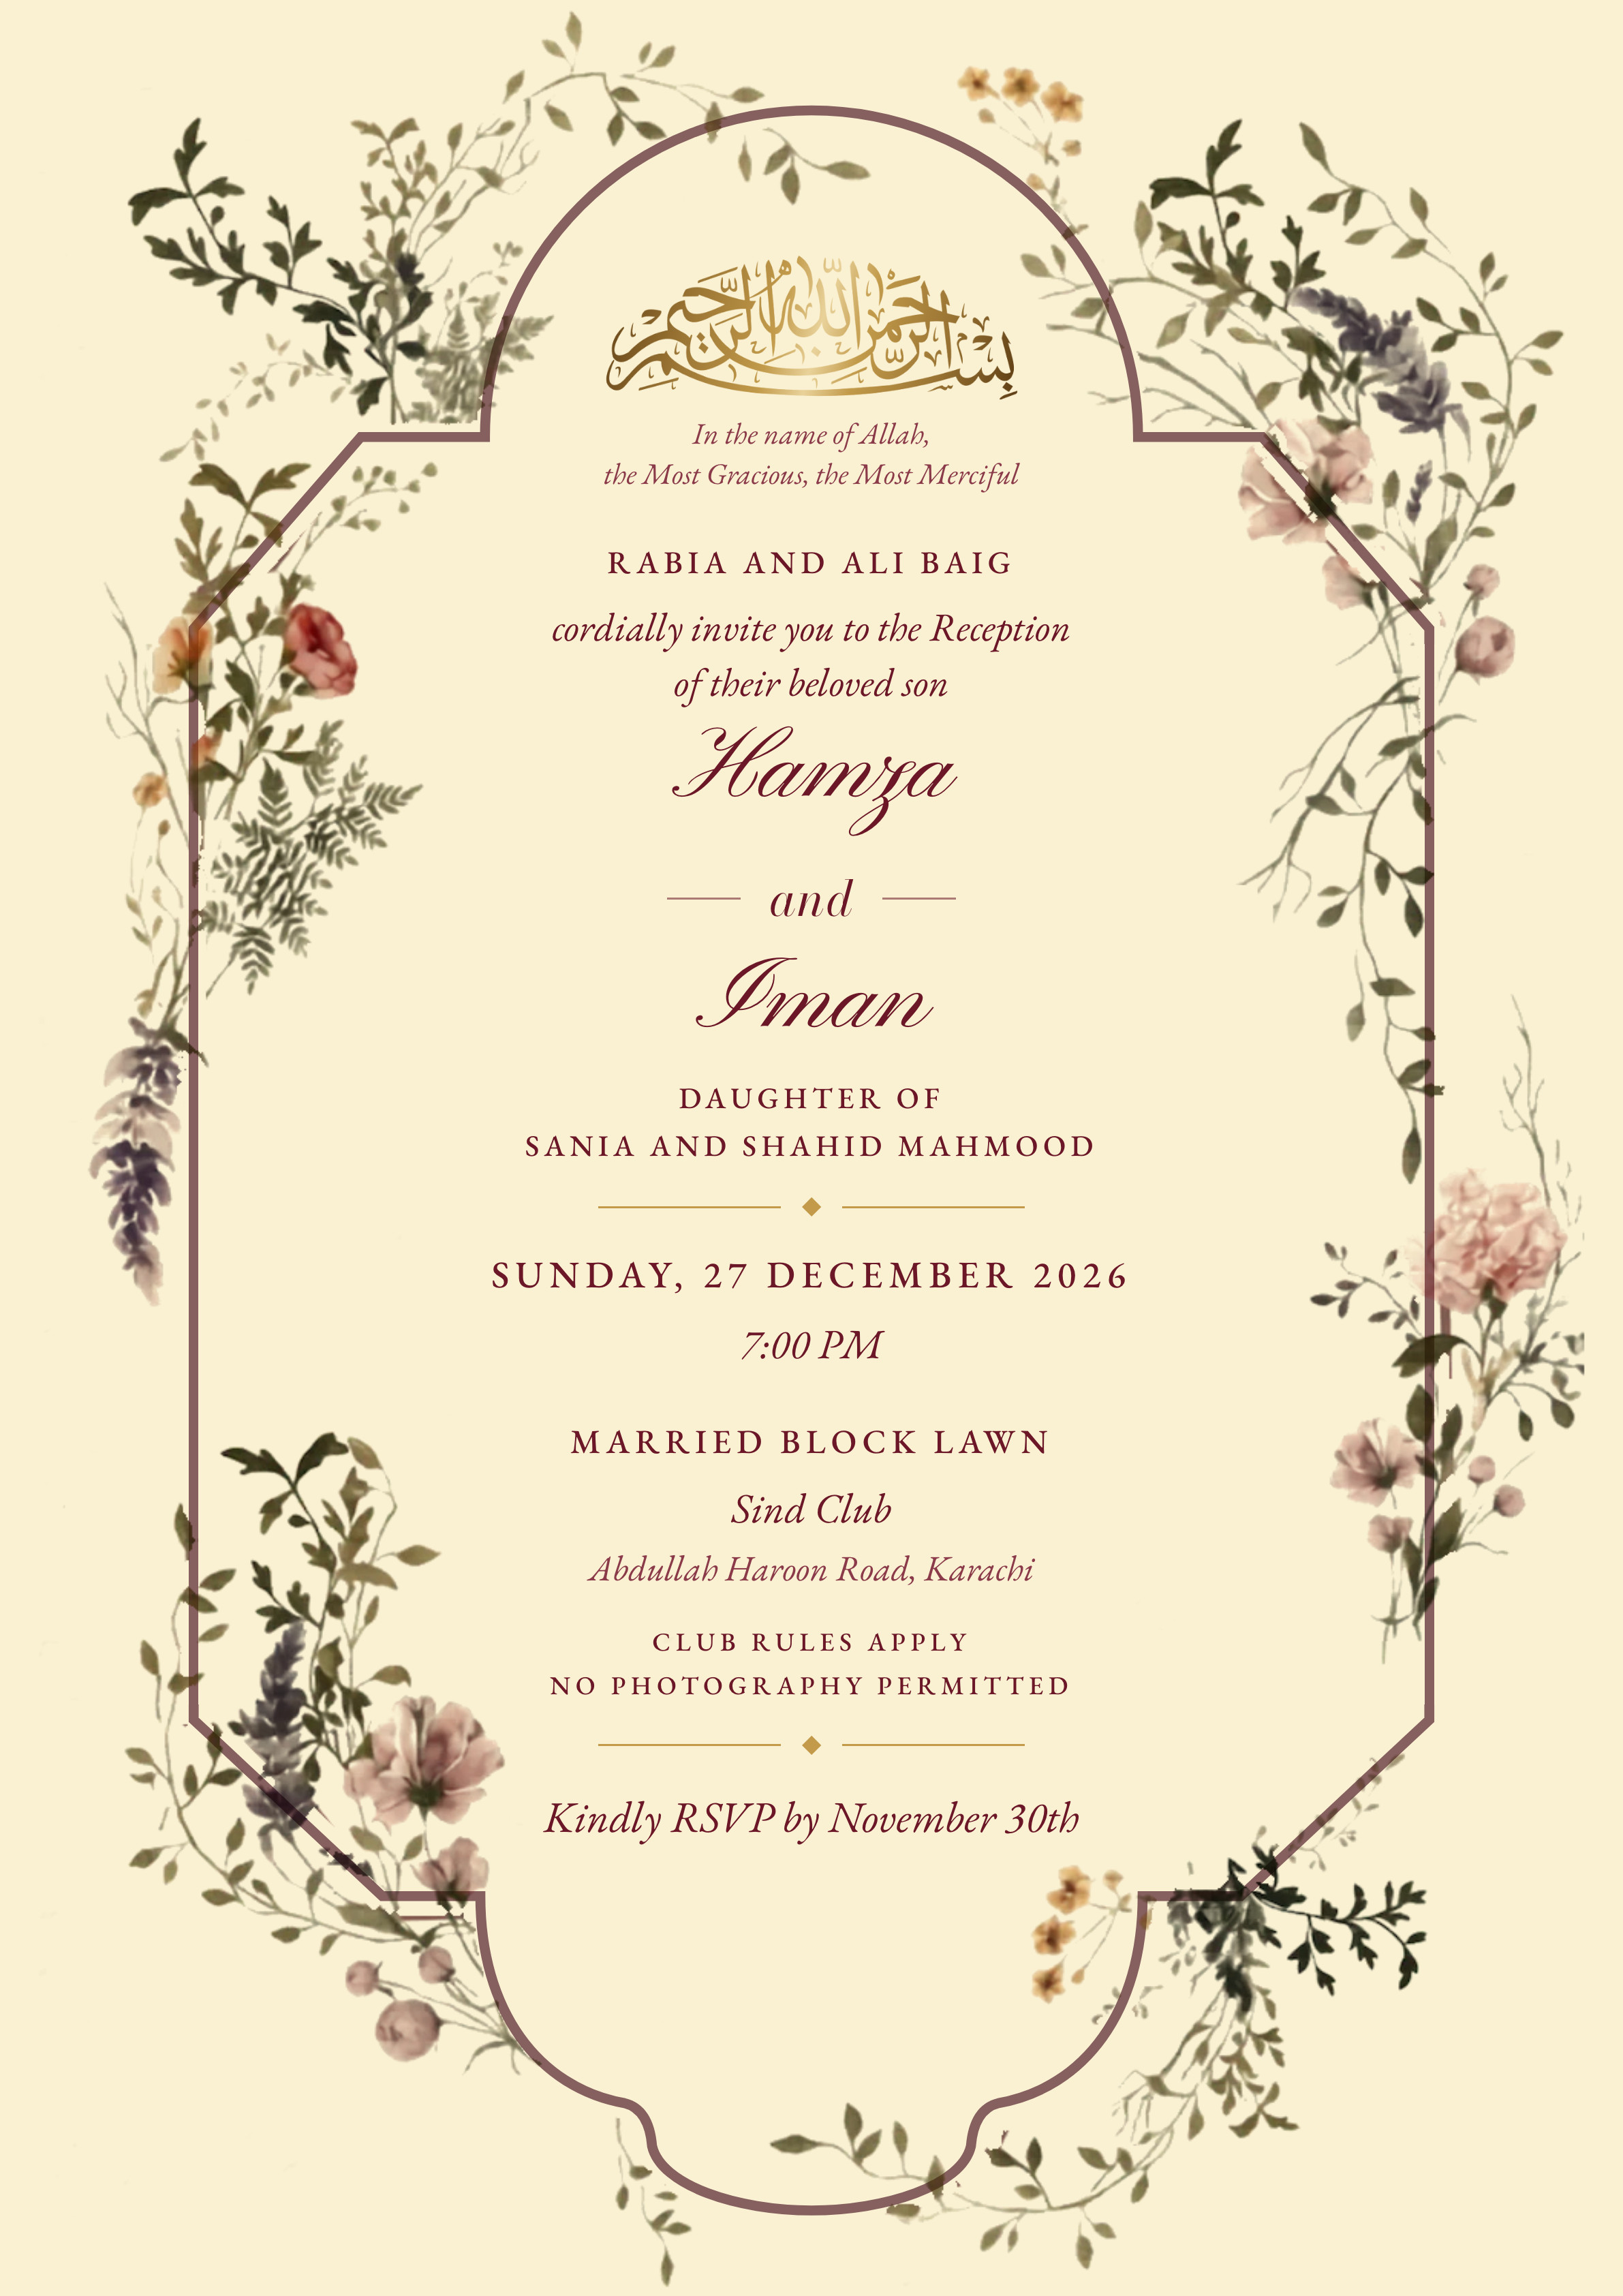 بسم الله الرحمن الرحيم
In the name of Allah,
the Most Gracious, the Most Merciful
RABIA AND ALI BAIG
cordially invite you to the Reception
of their beloved son
Hamza
and
Iman
DAUGHTER OF
SANIA AND SHAHID MAHMOOD
SUNDAY, 27 DECEMBER 2026
7:00 PM
MARRIED BLOCK LAWN
Sind Club
Abdullah Haroon Road, Karachi
CLUB RULES APPLY
NO PHOTOGRAPHY PERMITTED
Kindly RSVP by November 30th